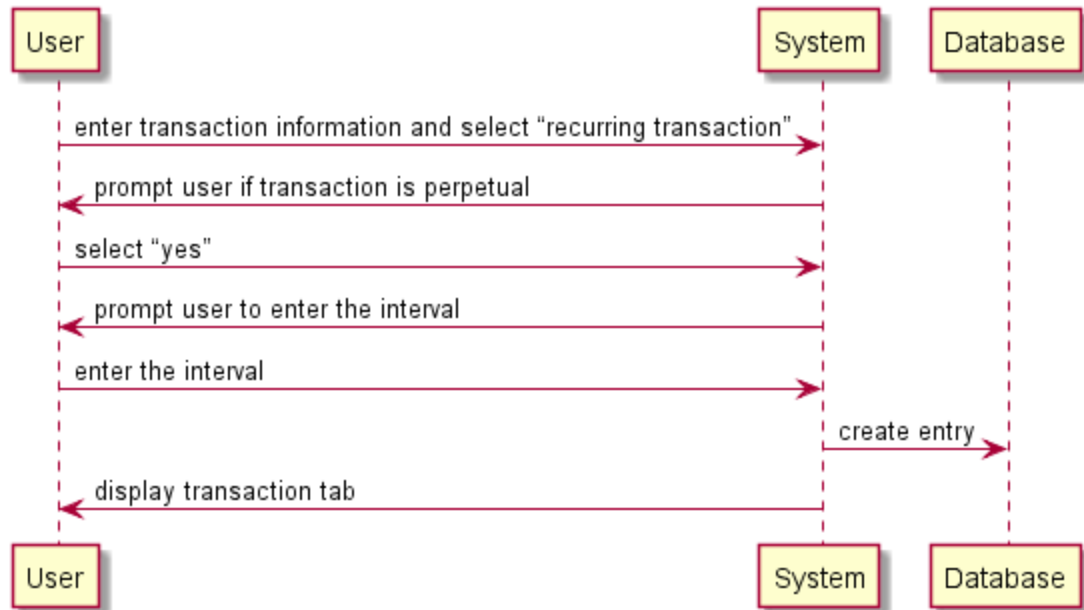 User
System
Database
enter transaction information and select “recurring transaction”
prompt user if transaction is perpetual
select “yes”
prompt user to enter the interval
enter the interval
create entry
display transaction tab
User
System
Database